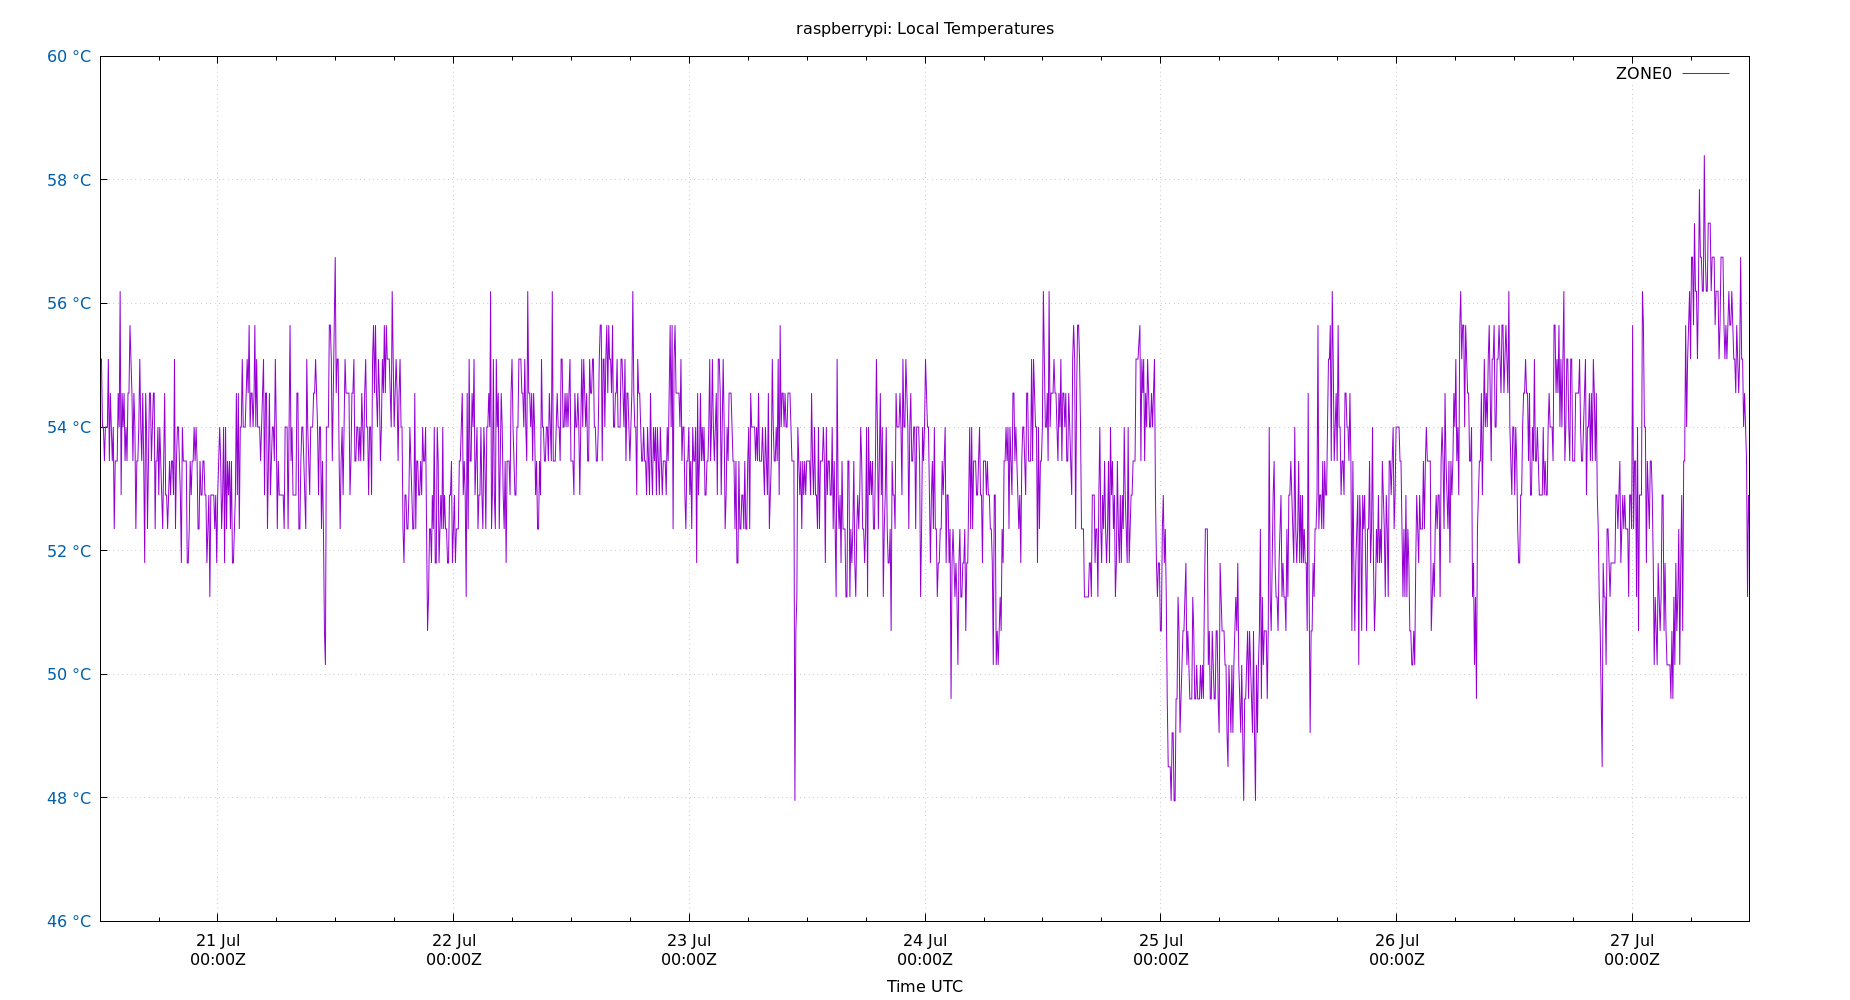 raspberrypi: Local Temperatures
60 °C
ZONE0
58 °C
56 °C
54 °C
52 °C
50 °C
48 °C
46 °C
21 Jul 22 Jul 23 Jul 24 Jul 25 Jul 26 Jul 27 Jul
00:00Z 00:00Z 00:00Z 00:00Z 00:00Z 00:00Z 00:00Z
Time UTC